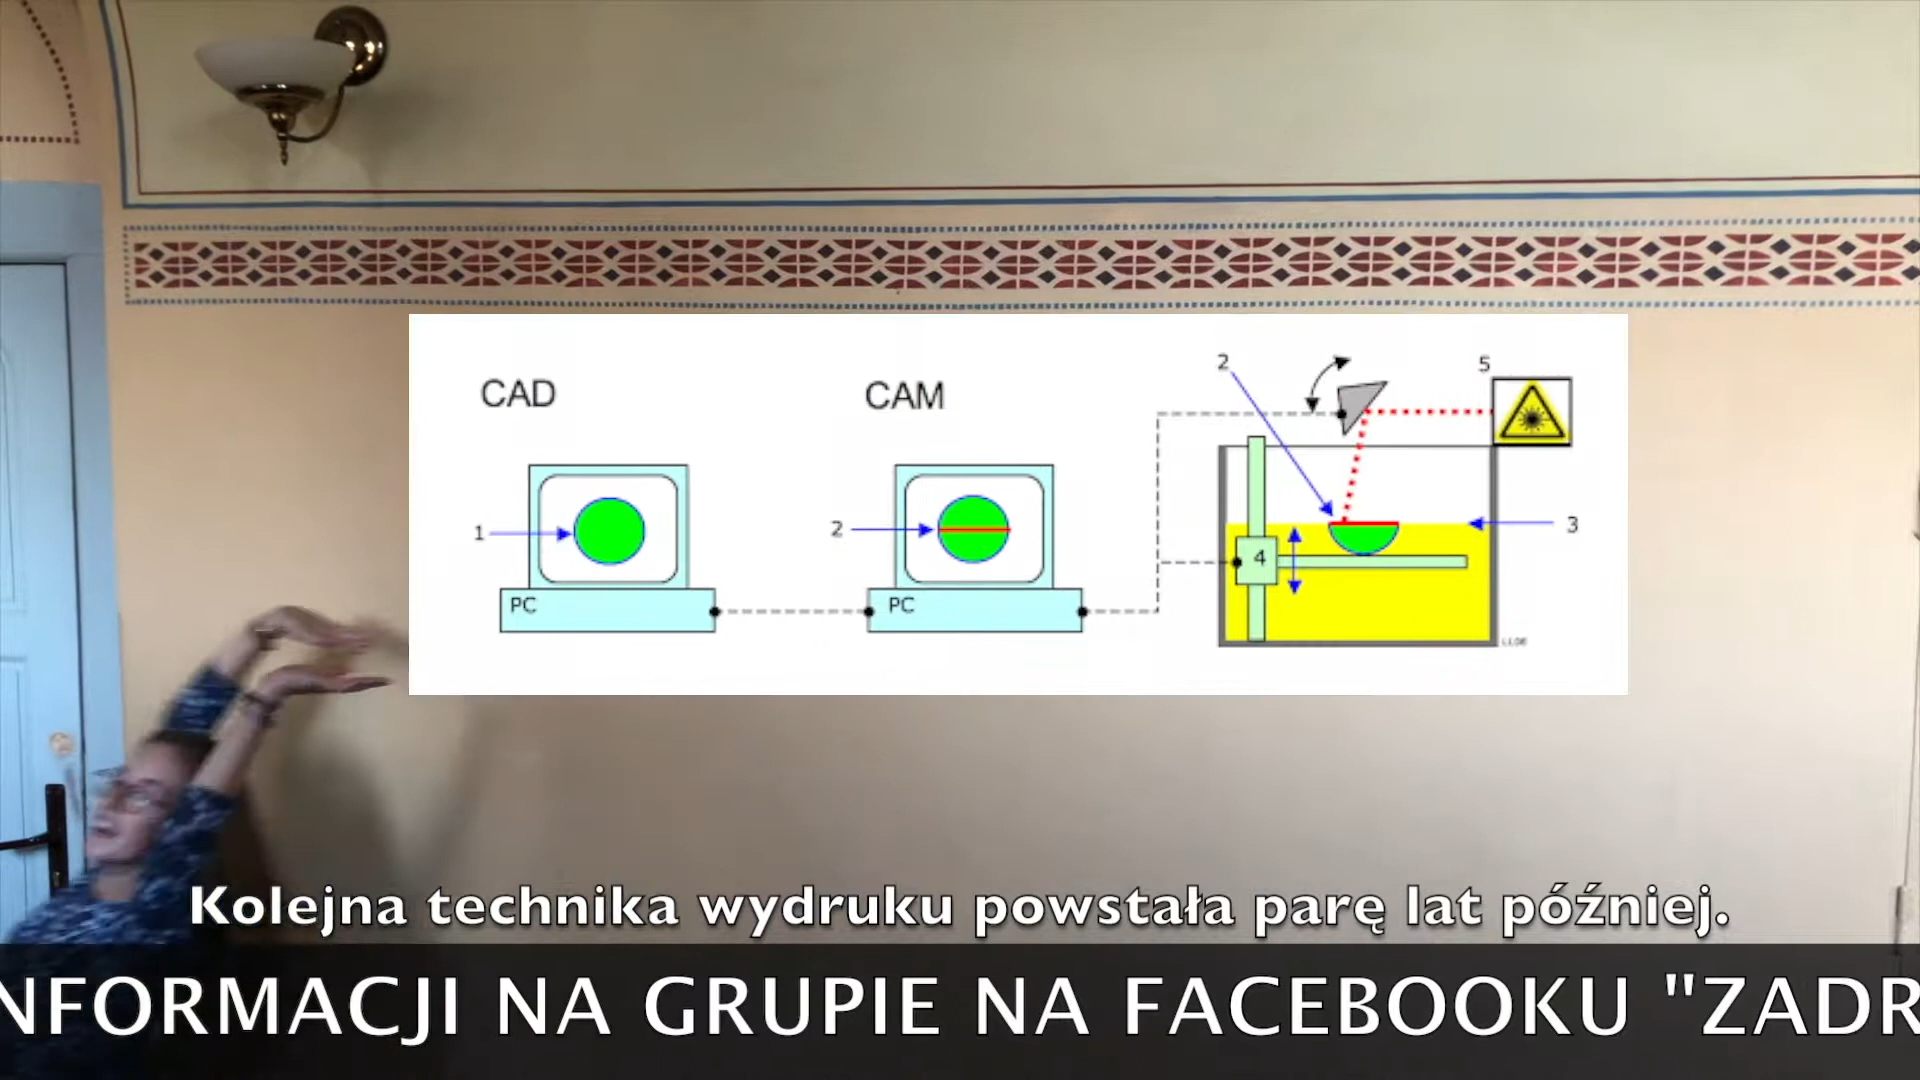 CAD
CAM
2
5
1
2
3
4
PC
PC
Kolejna technika wydruku powstała parę lat później.
NFORMACJI NA GRUPIE NA FACEBOOKU "ZADR